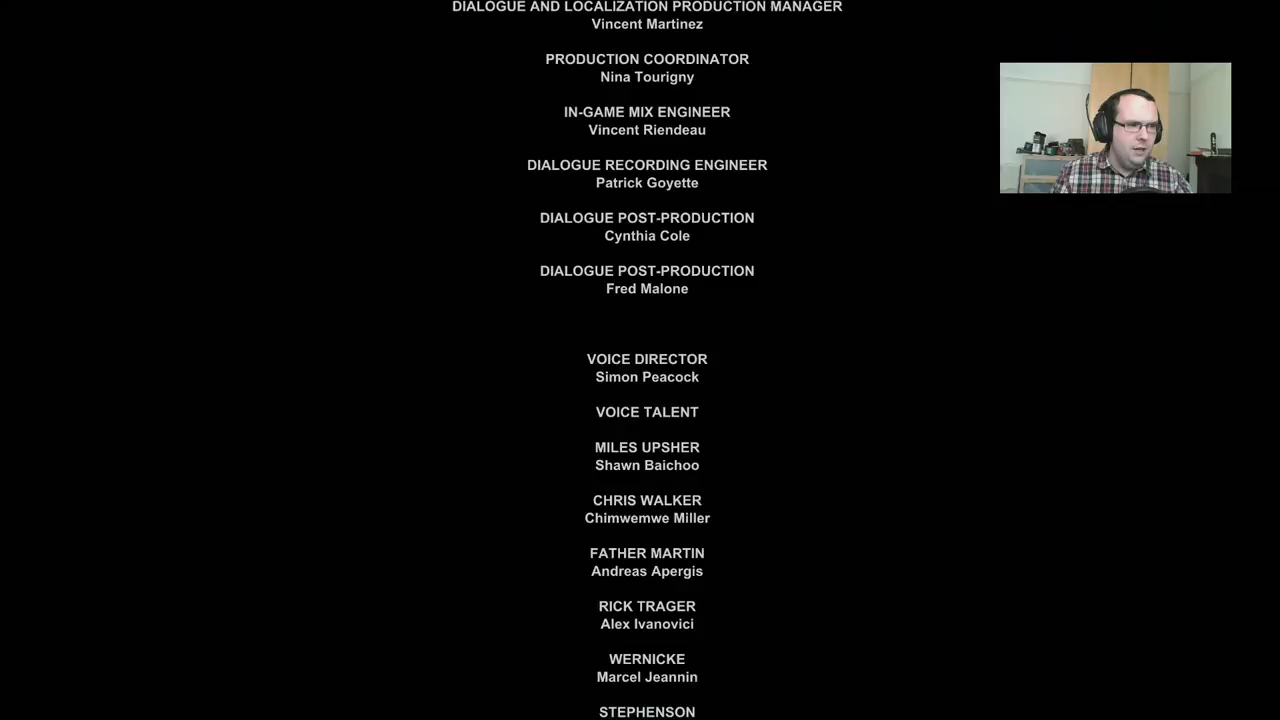 DIALOGUE AND LOCALIZATION PRODUCTION MANAGER
Vincent Martinez
PRODUCTION COORDINATOR
Nina Tourigny
IN-GAME MIX ENGINEER
Vincent Riendeau
DIALOGUE RECORDING ENGINEER
Patrick Goyette
DIALOGUE POST-PRODUCTION
Cynthia Cole
DIALOGUE POST-PRODUCTION
Fred Malone
VOICE DIRECTOR
Simon Peacock
VOICE TALENT
MILES UPSHER
Shawn Baichoo
CHRIS WALKER
Chimwemwe Miller
FATHER MARTIN
Andreas Apergis
RICK TRAGER
Alex Ivanovici
WERNICKE
Marcel Jeannin
STEPHENSON